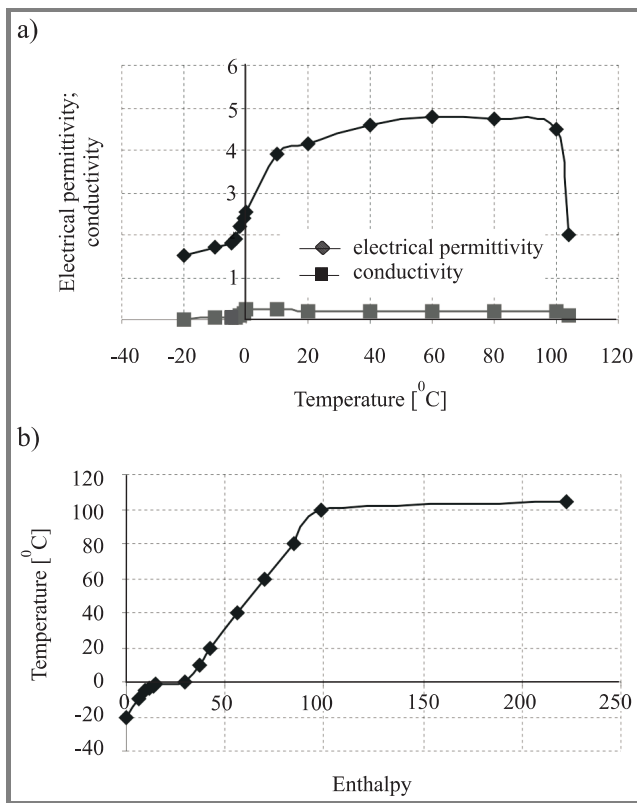 a)
Electrical permittivity;
conductivity
6
5
4
3
1
electrical permittivity
conductivity
-40 -20 0 20 40 60 80 100 120
Temperature [⁰C]
b)
Temperature [⁰C]
120
100
80
60
40
20
0
-20
-40
0 50 100 150 200 250
Enthalpy